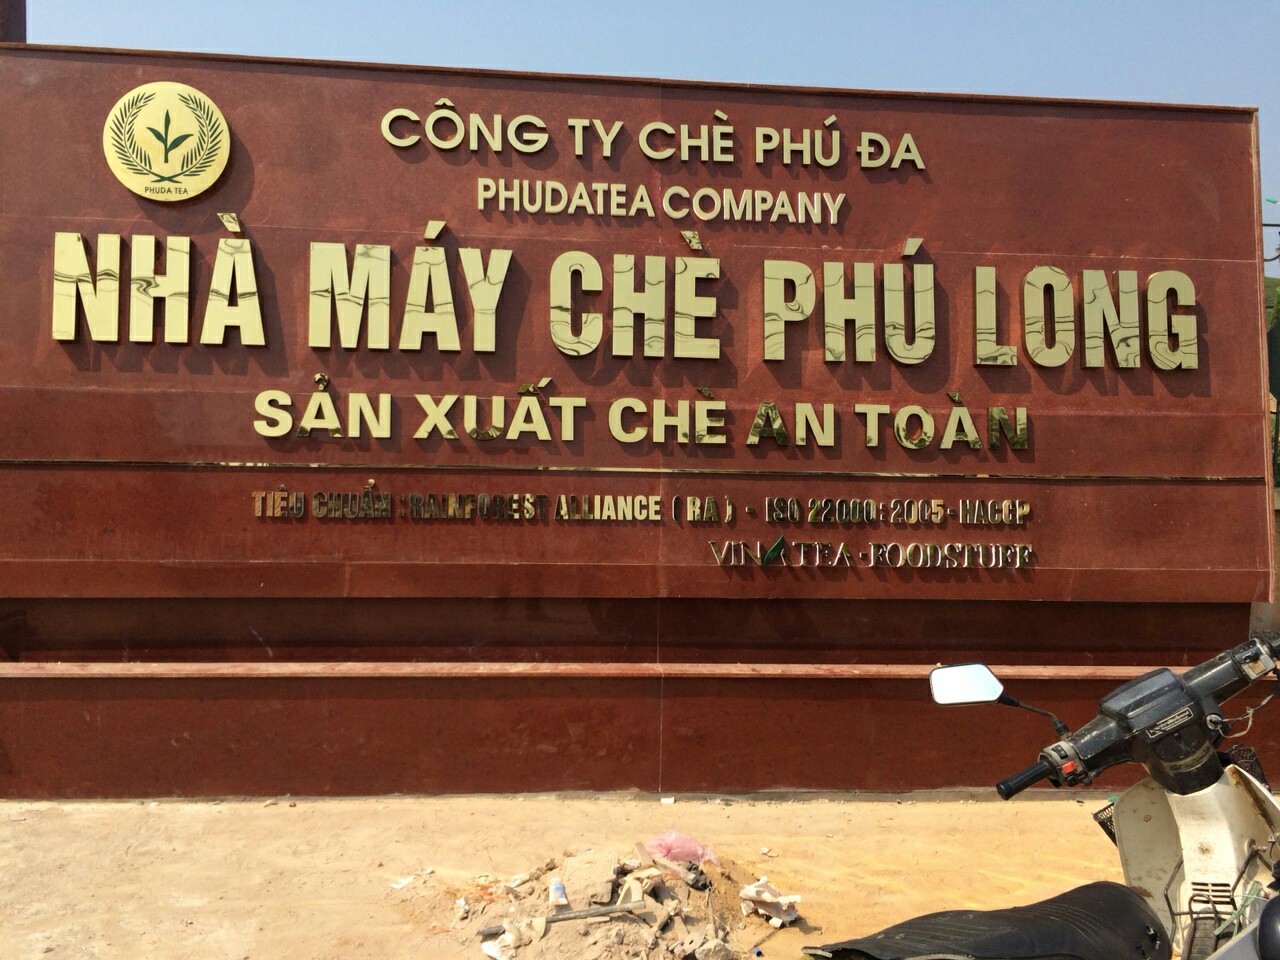 PHUDA TEA
CÔNG TY CHÈ PHÚ ĐA
PHUDATEA COMPANY
NHÀ MÁY CHÈ PHÚ LONG
SẢN XUẤT CHÈ AN TOÀN
TIÊU CHUẨN : RAINFOREST ALLIANCE ( RA ) - ISO 22000 : 2005 - HACCP
VINATEA - FOODSTUFF